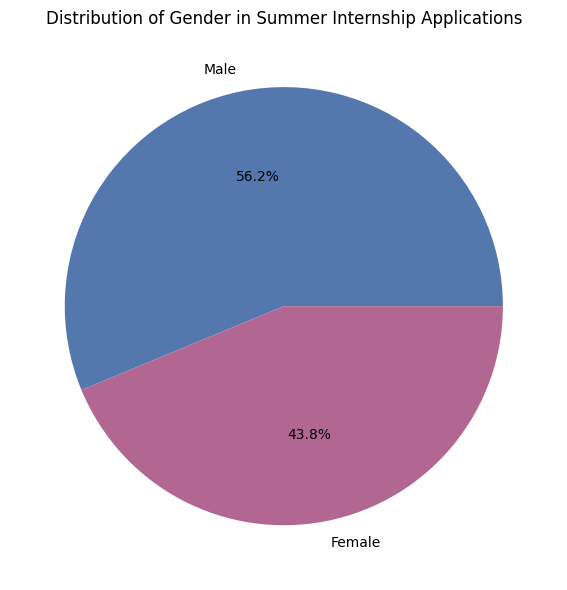 Distribution of Gender in Summer Internship Applications
Male
56.2%
43.8%
Female